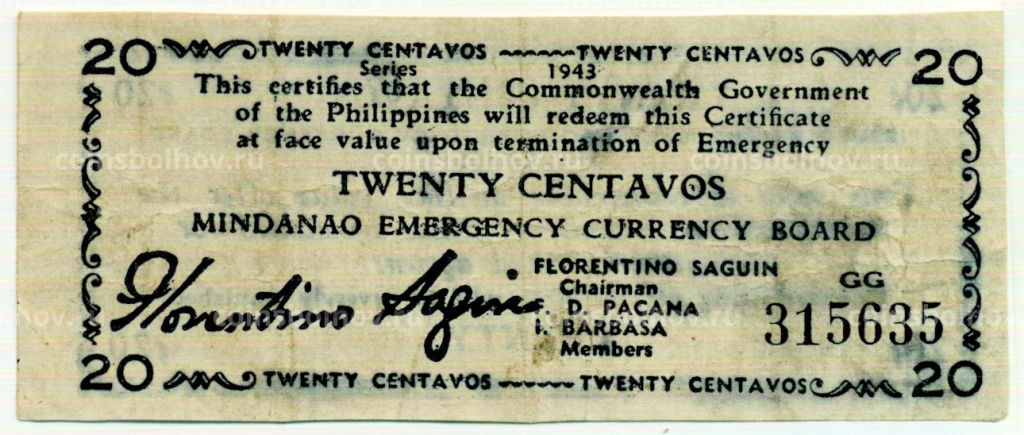 20 TWENTY CENTAVOS TWENTY CENTAVOS 20
Series 1943
This certifies that the Commonwealth Government
of the Philippines will redeem this Certificate
at face value upon termination of Emergency
coinsbolhov.ru coinsbolhov.ru coinsbolhov.ru
TWENTY CENTAVOS
MINDANAO EMERGENCY CURRENCY BOARD
Florentino Saguin
FLORENTINO SAGUIN
Chairman
F. D. PACANA
I. BARBASA
Members
GG
315635
20 TWENTY CENTAVOS TWENTY CENTAVOS 20